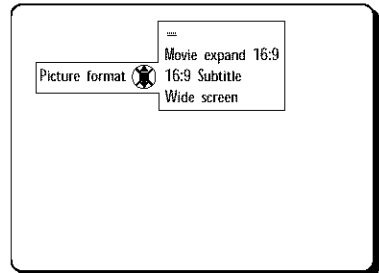 .....
Movie expand 16:9
Picture format 16:9 Subtitle
Wide screen